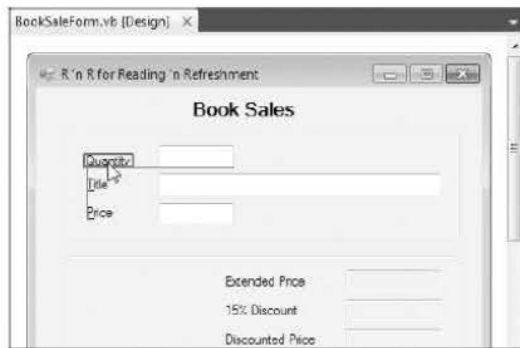 BookSaleForm.vb [Design]
R 'n R for Reading 'n Refreshment
Book Sales
Quantity
Title
Price
Extended Price
15% Discount
Discounted Price